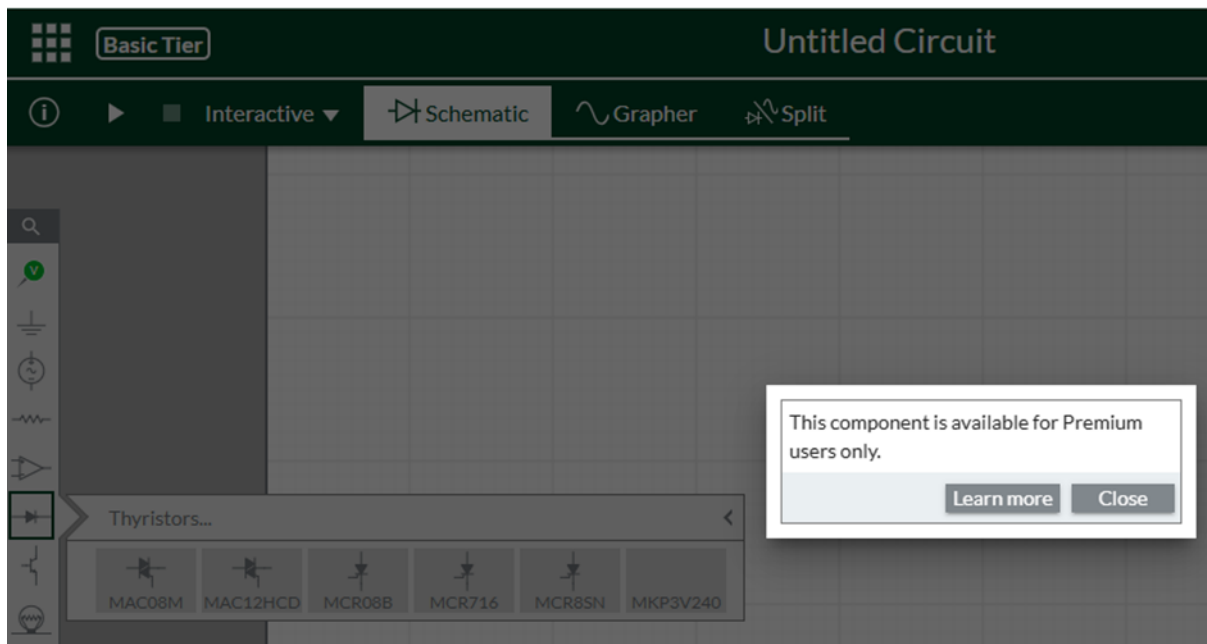 Basic Tier
Untitled Circuit
Interactive
Schematic
Grapher
Split
V
This component is available for Premium
users only.
Learn more
Close
Thyristors...
MAC08M
MAC12HCD
MCR08B
MCR716
MCR8SN
MKP3V240